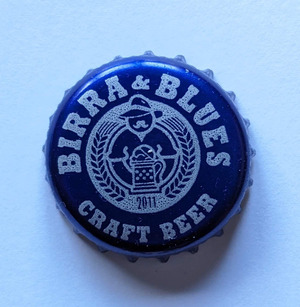 BIRRA & BLUES
2011
CRAFT BEER